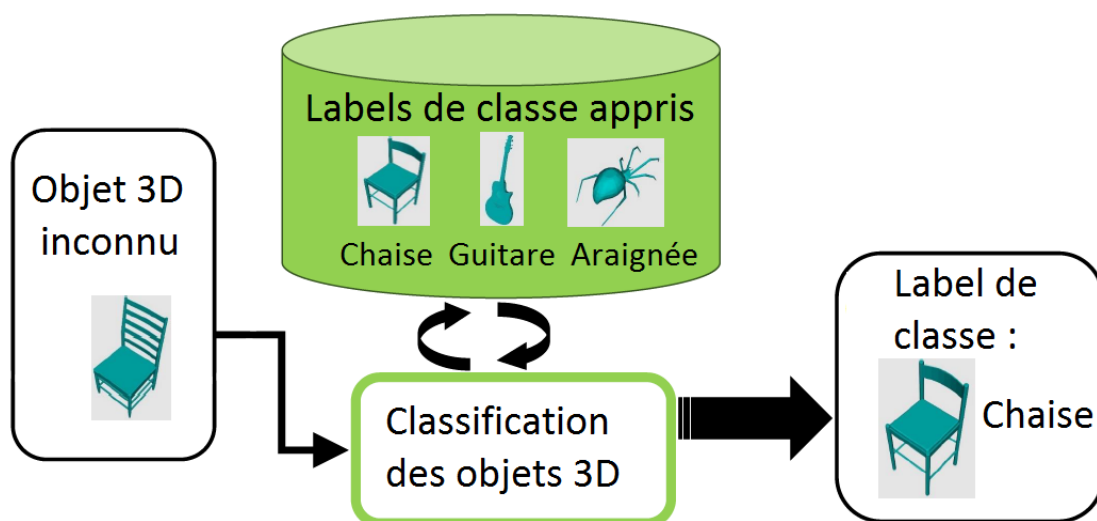 Labels de classe appris
Chaise Guitare Araignée
Objet 3D
inconnu
Classification
des objets 3D
Label de
classe :
Chaise